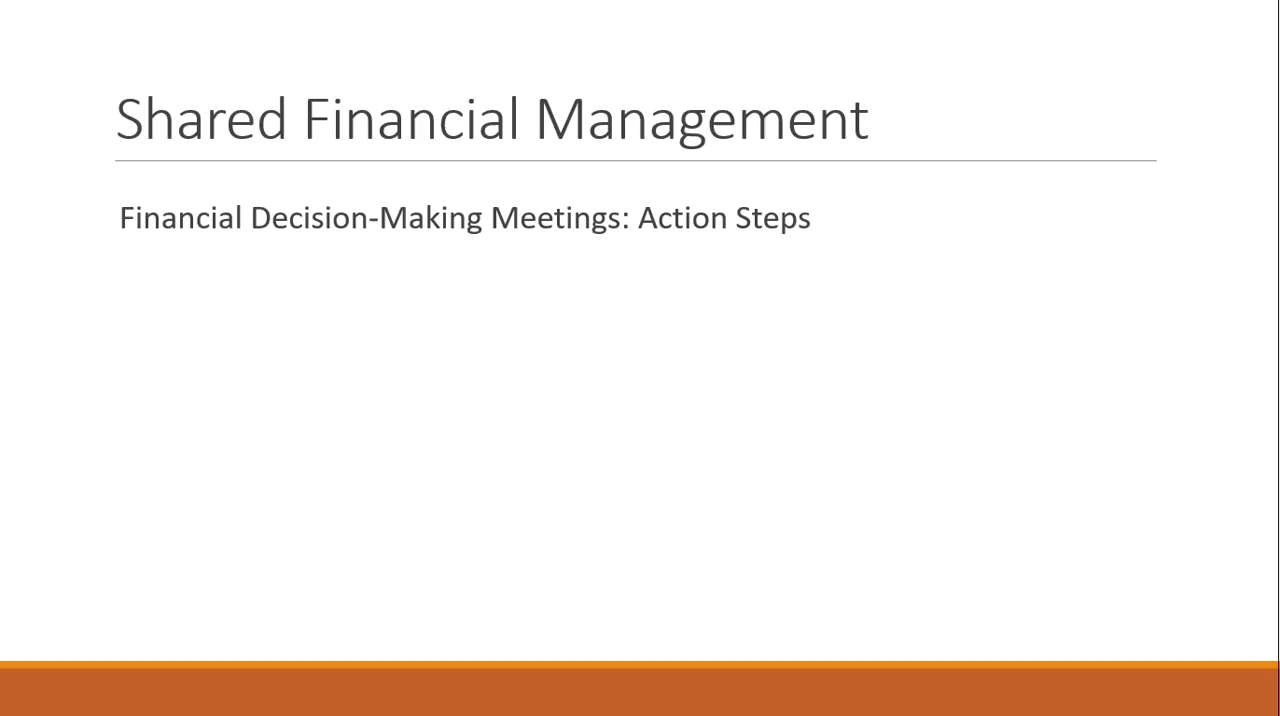 Shared Financial Management
Financial Decision-Making Meetings: Action Steps